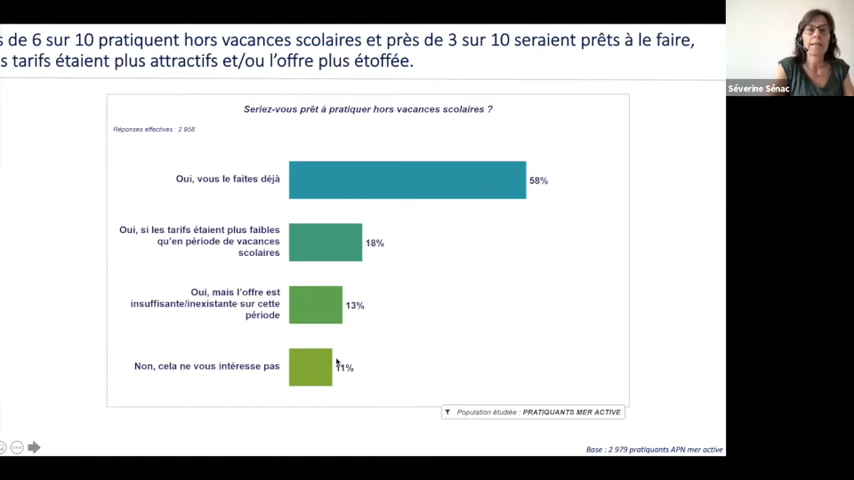 s de 6 sur 10 pratiquent hors vacances scolaires et près de 3 sur 10 seraient prêts à le faire,
s tarifs étaient plus attractifs et/ou l'offre plus étoffée.
Séverine Sénac
Seriez-vous prêt à pratiquer hors vacances scolaires ?
Réponses effectives : 2 958
Oui, vous le faites déjà
58%
Oui, si les tarifs étaient plus faibles
qu'en période de vacances
scolaires
18%
Oui, mais l'offre est
insuffisante/inexistante sur cette
période
13%
Non, cela ne vous intéresse pas
11%
Population étudiée : PRATIQUANTS MER ACTIVE
Base : 2 979 pratiquants APN mer active